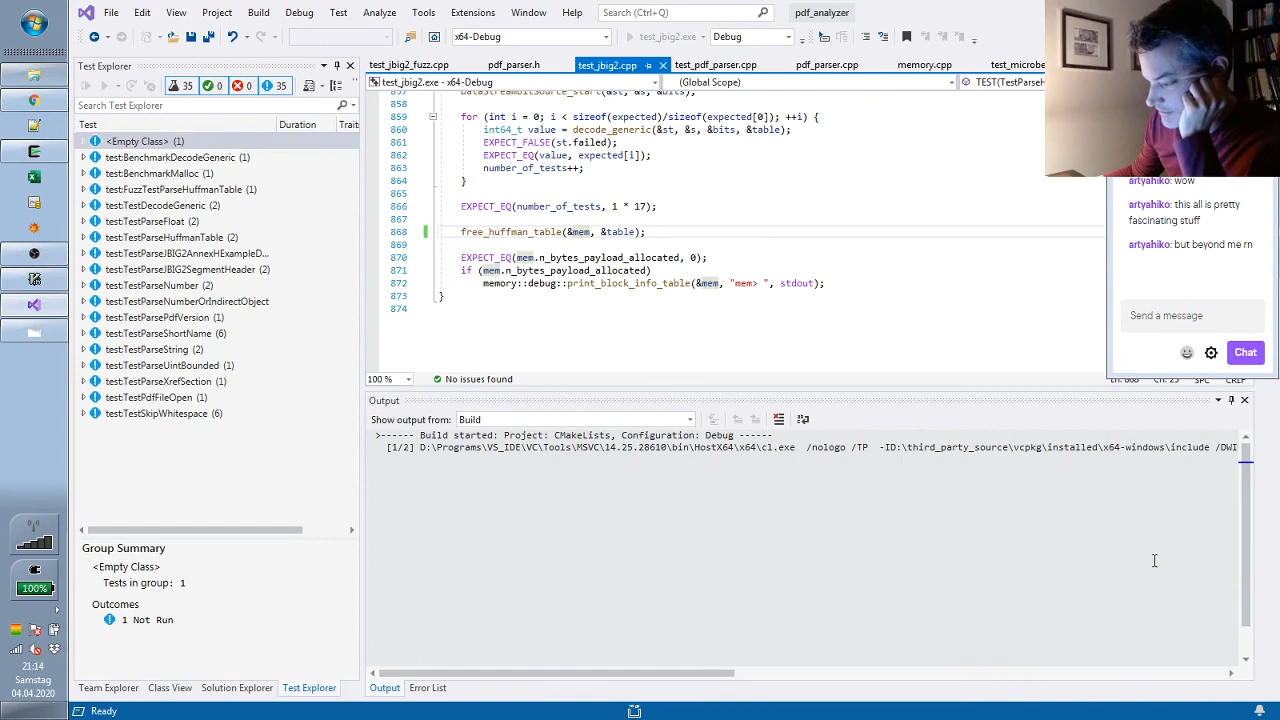 File Edit View Project Build Debug Test Analyze Tools Extensions Window Help Search (Ctrl+Q) pdf_analyzer
x64-Debug test_jbig2.exe Debug
Test Explorer
35 0 0 35
Search Test Explorer
Test Duration Traits
<Empty Class> (1)
test:BenchmarkDecodeGeneric (1)
test:BenchmarkMalloc (1)
test:FuzzTestParseHuffmanTable (1)
test:TestDecodeGeneric (2)
test:TestParseFloat (2)
test:TestParseHuffmanTable (2)
test:TestParseJBIG2AnnexHExampleD...
test:TestParseJBIG2SegmentHeader (2)
test:TestParseNumber (2)
test:TestParseNumberOrIndirectObject
test:TestParsePdfVersion (1)
test:TestParseShortName (6)
test:TestParseString (2)
test:TestParseUintBounded (1)
test:TestParseXrefSection (1)
test:TestPdfFileOpen (1)
test:TestSkipWhitespace (6)
Group Summary
<Empty Class>
Tests in group: 1
Outcomes
1 Not Run
Team Explorer Class View Solution Explorer Test Explorer
test_jbig2_fuzz.cpp pdf_parser.h test_jbig2.cpp test_pdf_parser.cpp pdf_parser.cpp memory.cpp test_microbe
test_jbig2.exe - x64-Debug (Global Scope) TEST(TestParse
857 DataStreamBitSource_start(&st, &s, &bits);
858
859 for (int i = 0; i < sizeof(expected)/sizeof(expected[0]); ++i) {
860 int64_t value = decode_generic(&st, &s, &bits, &table);
861 EXPECT_FALSE(st.failed);
862 EXPECT_EQ(value, expected[i]);
863 number_of_tests++;
864 }
865
866 EXPECT_EQ(number_of_tests, 1 * 17);
867
868 free_huffman_table(&mem, &table);
869
870 EXPECT_EQ(mem.n_bytes_payload_allocated, 0);
871 if (mem.n_bytes_payload_allocated)
872 memory::debug::print_block_info_table(&mem, "mem> ", stdout);
873 }
874
100 % No issues found Ln: 868 Ch: 25 SPC CRLF
Output
Show output from: Build
>------ Build started: Project: CMakeLists, Configuration: Debug ------
[1/2] D:\Programs\VS_IDE\VC\Tools\MSVC\14.25.28610\bin\HostX64\x64\cl.exe /nologo /TP -ID:\third_party_source\vcpkg\installed\x64-windows\include /DWI
Output Error List
Ready
artyahiko: wow
artyahiko: this all is pretty
fascinating stuff
artyahiko: but beyond me rn
Send a message
Chat
100%
21:14
Samstag
04.04.2020